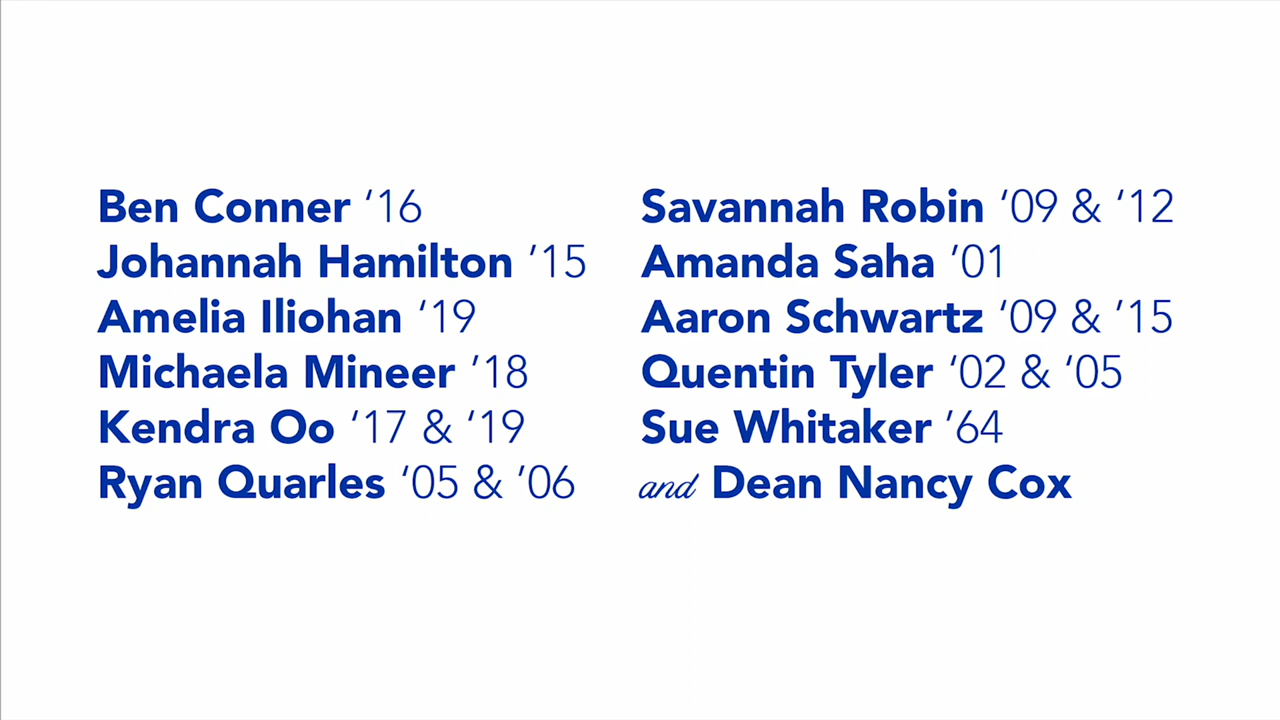 Ben Conner ‘16
Johannah Hamilton ’15
Amelia Iliohan ‘19
Michaela Mineer ‘18
Kendra Oo ‘17 & ‘19
Ryan Quarles ‘05 & ’06
Savannah Robin ‘09 & ‘12
Amanda Saha ‘01
Aaron Schwartz ‘09 & ‘15
Quentin Tyler ‘02 & ‘05
Sue Whitaker ’64
and Dean Nancy Cox